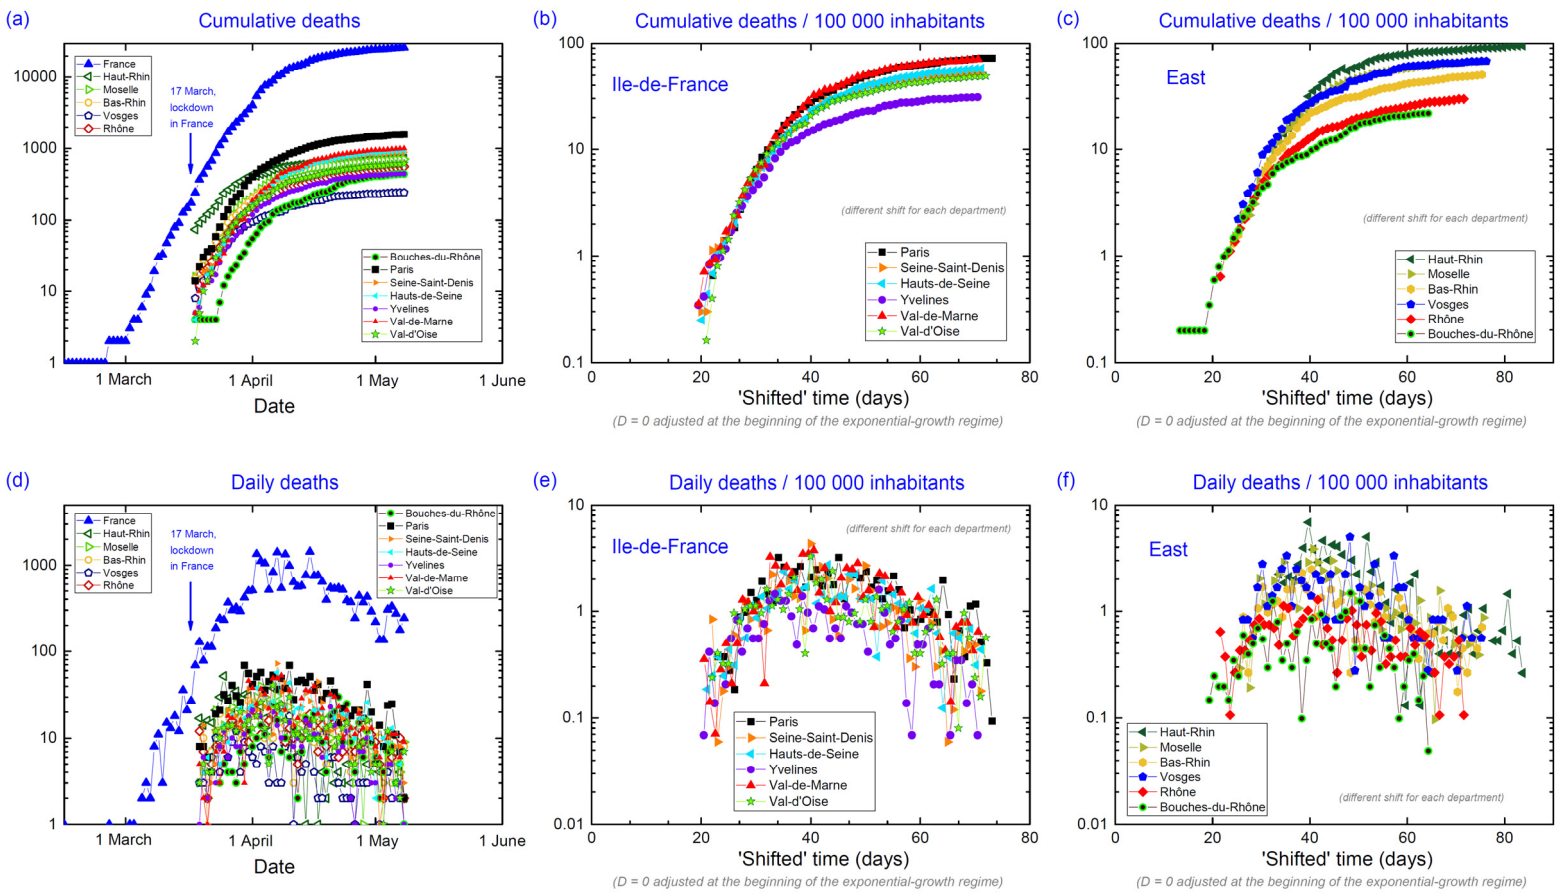 (a)
Cumulative deaths
10000
1000
100
10
1
France
Haut-Rhin
Moselle
Bas-Rhin
Vosges
Rhône
17 March,
lockdown
in France
Bouches-du-Rhône
Paris
Seine-Saint-Denis
Hauts-de-Seine
Yvelines
Val-de-Marne
Val-d'Oise
1 March
1 April
1 May
1 June
Date
(b)
Cumulative deaths / 100 000 inhabitants
100
10
1
0.1
Ile-de-France
(different shift for each department)
Paris
Seine-Saint-Denis
Hauts-de-Seine
Yvelines
Val-de-Marne
Val-d'Oise
0
20
40
60
80
'Shifted' time (days)
(D = 0 adjusted at the beginning of the exponential-growth regime)
(c)
Cumulative deaths / 100 000 inhabitants
100
10
1
0.1
East
(different shift for each department)
Haut-Rhin
Moselle
Bas-Rhin
Vosges
Rhône
Bouches-du-Rhône
0
20
40
60
80
'Shifted' time (days)
(D = 0 adjusted at the beginning of the exponential-growth regime)
(d)
Daily deaths
1000
100
10
1
France
Haut-Rhin
Moselle
Bas-Rhin
Vosges
Rhône
17 March,
lockdown
in France
Bouches-du-Rhône
Paris
Seine-Saint-Denis
Hauts-de-Seine
Yvelines
Val-de-Marne
Val-d'Oise
1 March
1 April
1 May
1 June
Date
(e)
Daily deaths / 100 000 inhabitants
10
1
0.1
0.01
(different shift for each department)
Ile-de-France
Paris
Seine-Saint-Denis
Hauts-de-Seine
Yvelines
Val-de-Marne
Val-d'Oise
0
20
40
60
80
'Shifted' time (days)
(D = 0 adjusted at the beginning of the exponential-growth regime)
(f)
Daily deaths / 100 000 inhabitants
10
1
0.1
0.01
East
Haut-Rhin
Moselle
Bas-Rhin
Vosges
Rhône
Bouches-du-Rhône
(different shift for each department)
0
20
40
60
80
'Shifted' time (days)
(D = 0 adjusted at the beginning of the exponential-growth regime)